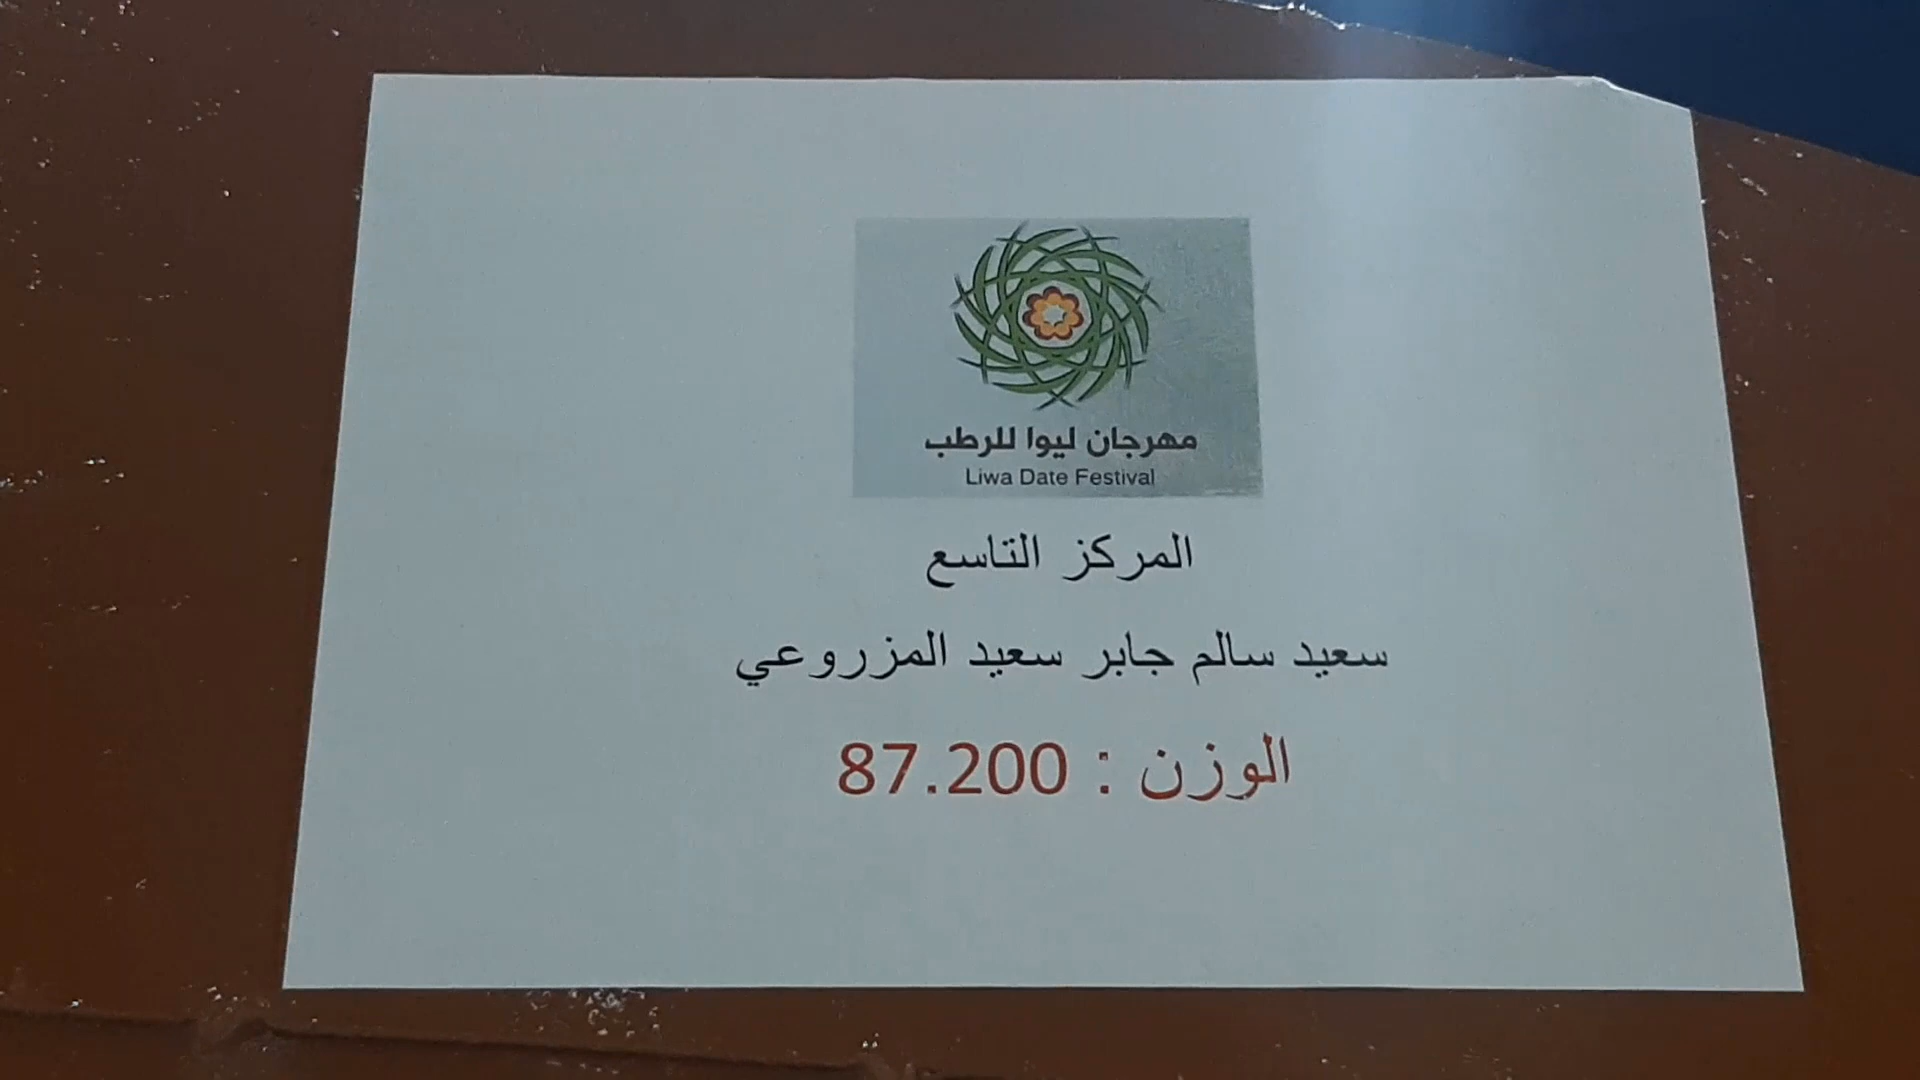 مهرجان ليوا للرطب
Liwa Date Festival
المركز التاسع
سعيد سالم جابر سعيد المزروعي
الوزن : 87.200